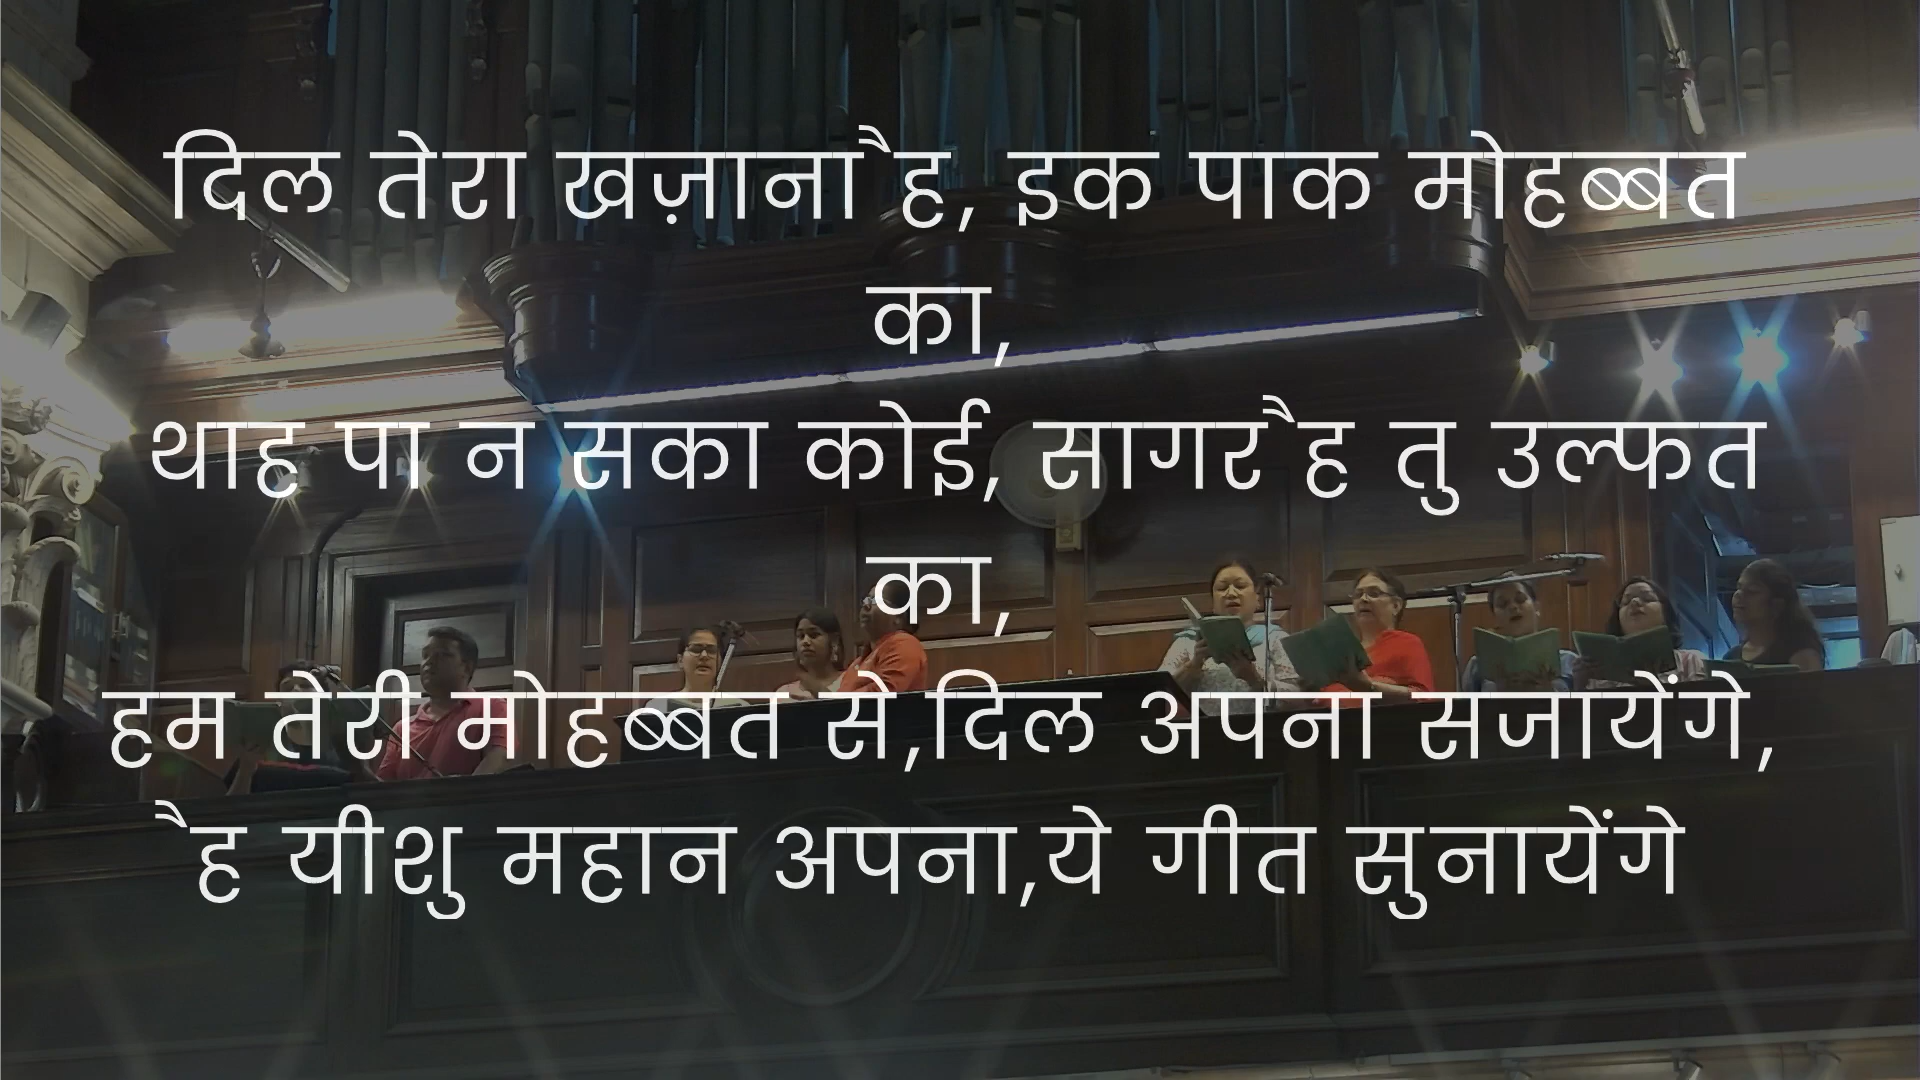 दिल तेरा खज़ाना है, इक पाक मोहब्बत
का,
थाह पा न सका कोई, सागर है तु उल्फत
का,
हम तेरी मोहब्बत से,दिल अपना सजायेंगे,
है यीशु महान अपना,ये गीत सुनायेंगे